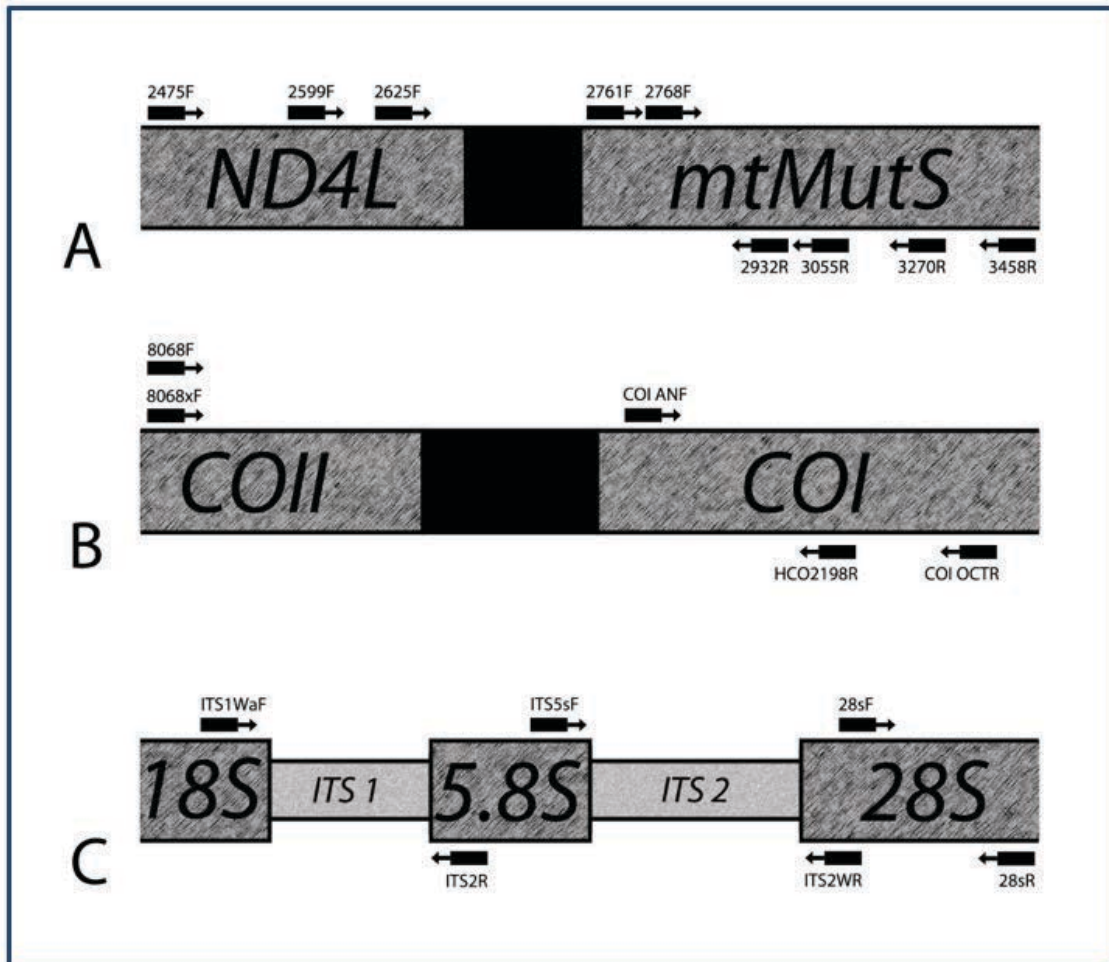 2475F 2599F 2625F 2761F 2768F
ND4L mtMutS
A
2932R 3055R 3270R 3458R
8068F
8068xF COI ANF
COII COI
B
HCO2198R COI OCTR
ITS1WaF ITS5sF 28sF
18S ITS 1 5.8S ITS 2 28S
C
ITS2R ITS2WR 28sR